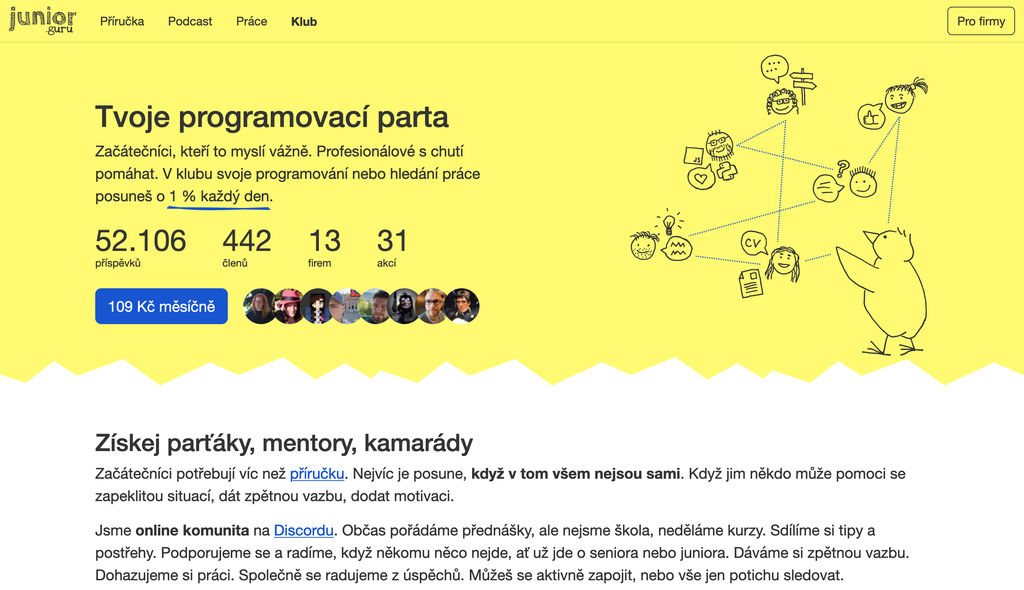 junior
.guru
Příručka Podcast Práce Klub
Pro firmy
Tvoje programovací parta
Začátečníci, kteří to myslí vážně. Profesionálové s chutí
pomáhat. V klubu svoje programování nebo hledání práce
posuneš o 1 % každý den.
52.106 442 13 31
příspěvků členů firem akcí
109 Kč měsíčně
JS
?
CV
Získej parťáky, mentory, kamarády
Začátečníci potřebují víc než příručku. Nejvíc je posune, když v tom všem nejsou sami. Když jim někdo může pomoci se
zapeklitou situací, dát zpětnou vazbu, dodat motivaci.
Jsme online komunita na Discordu. Občas pořádáme přednášky, ale nejsme škola, neděláme kurzy. Sdílíme si tipy a
postřehy. Podporujeme se a radíme, když někomu něco nejde, ať už jde o seniora nebo juniora. Dáváme si zpětnou vazbu.
Dohazujeme si práci. Společně se radujeme z úspěchů. Můžeš se aktivně zapojit, nebo vše jen potichu sledovat.